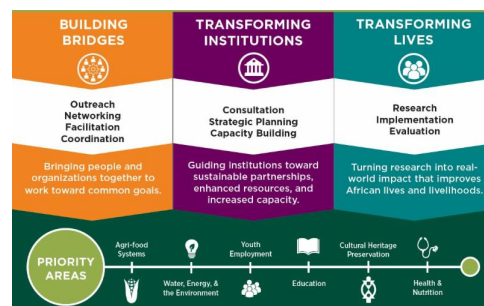 BUILDING
BRIDGES
Outreach
Networking
Facilitation
Coordination
Bringing people and
organizations together to
work toward common goals.
TRANSFORMING
INSTITUTIONS
Consultation
Strategic Planning
Capacity Building
Guiding institutions toward
sustainable partnerships,
enhanced resources, and
increased capacity.
TRANSFORMING
LIVES
Research
Implementation
Evaluation
Turning research into real-
world impact that improves
African lives and livelihoods.
PRIORITY
AREAS
Agri-food
Systems
Water, Energy, &
the Environment
Youth
Employment
Education
Cultural Heritage
Preservation
Health &
Nutrition